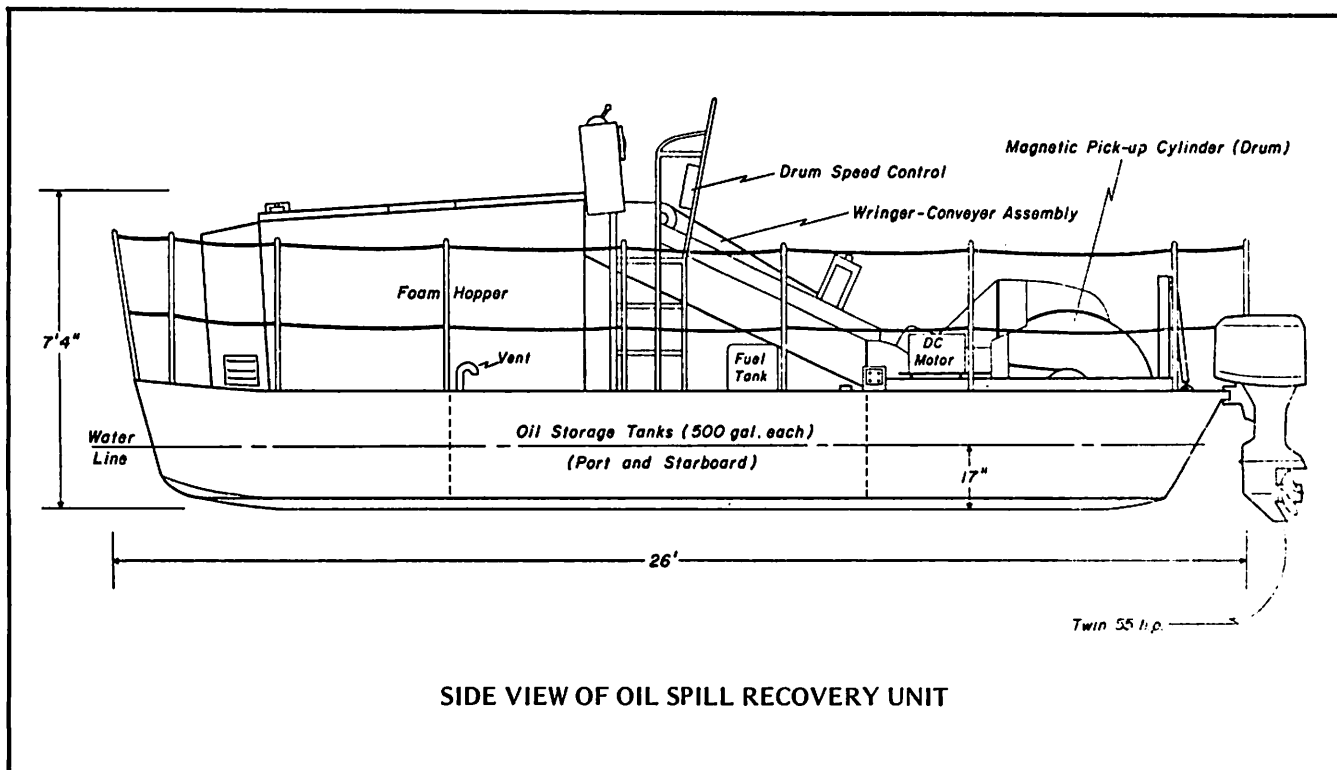 Magnetic Pick-up Cylinder (Drum)
Drum Speed Control
Wringer-Conveyer Assembly
Foam Hopper
7'4"
Vent
Fuel
Tank
DC
Motor
Water
Line
Oil Storage Tanks (500 gal. each)
(Port and Starboard)
17"
26'
Twin 55 h.p.
SIDE VIEW OF OIL SPILL RECOVERY UNIT